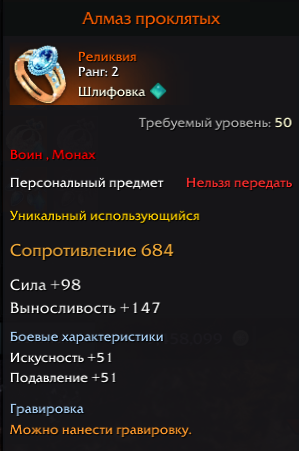 Алмаз проклятых
Реликвия
Ранг: 2
Шлифовка
Требуемый уровень: 50
Воин , Монах
Персональный предмет Нельзя передать
Уникальный использующийся
Сопротивление 684
Сила +98
Выносливость +147
Боевые характеристики
Искусность +51
Подавление +51
Гравировка
Можно нанести гравировку.